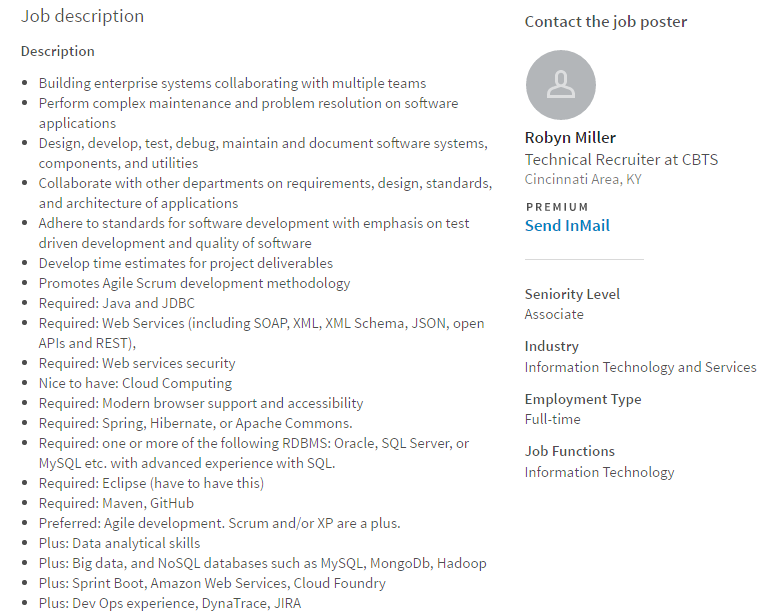 Job description
Description
Building enterprise systems collaborating with multiple teams
Perform complex maintenance and problem resolution on software
applications
Design, develop, test, debug, maintain and document software systems,
components, and utilities
Collaborate with other departments on requirements, design, standards,
and architecture of applications
Adhere to standards for software development with emphasis on test
driven development and quality of software
Develop time estimates for project deliverables
Promotes Agile Scrum development methodology
Required: Java and JDBC
Required: Web Services (including SOAP, XML, XML Schema, JSON, open
APIs and REST),
Required: Web services security
Nice to have: Cloud Computing
Required: Modern browser support and accessibility
Required: Spring, Hibernate, or Apache Commons.
Required: one or more of the following RDBMS: Oracle, SQL Server, or
MySQL etc. with advanced experience with SQL.
Required: Eclipse (have to have this)
Required: Maven, GitHub
Preferred: Agile development. Scrum and/or XP are a plus.
Plus: Data analytical skills
Plus: Big data, and NoSQL databases such as MySQL, MongoDb, Hadoop
Plus: Sprint Boot, Amazon Web Services, Cloud Foundry
Plus: Dev Ops experience, DynaTrace, JIRA
Contact the job poster
Robyn Miller
Technical Recruiter at CBTS
Cincinnati Area, KY
PREMIUM
Send InMail
Seniority Level
Associate
Industry
Information Technology and Services
Employment Type
Full-time
Job Functions
Information Technology